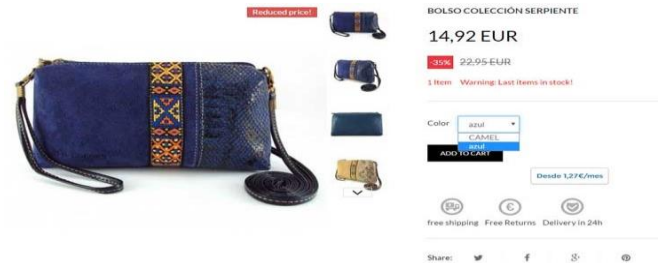 Reduced price!
BOLSO COLECCIÓN SERPIENTE
14,92 EUR
-35% 22,95 EUR
1 Item Warning: Last items in stock!
Color azul
CAMEL
azul
ADD TO CART
Desde 1,27€/mes
free shipping Free Returns Delivery in 24h
Share: